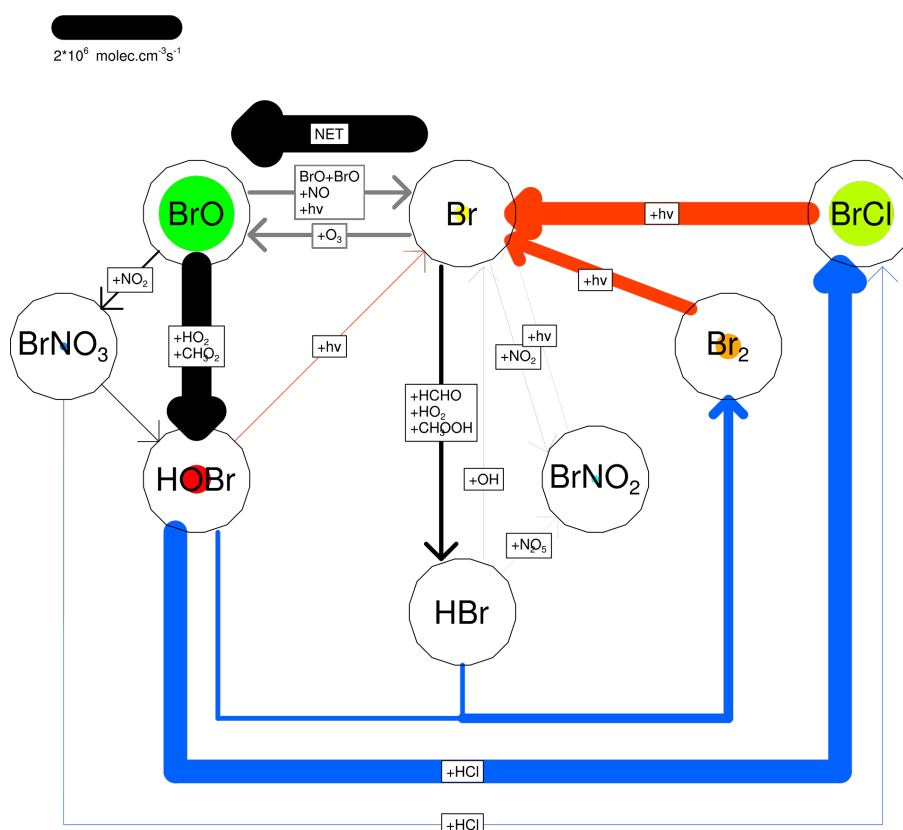 2*10⁶ molec.cm⁻³s⁻¹
NET
BrO+BrO
+NO
+hv
BrO
Br
+hv
BrCl
+O₃
+NO₂
+hv
BrNO₃
+HO₂
+CH₃O₂
+hv
+hv
+NO₂
Br₂
+HCHO
+HO₂
+CH₃OOH
HOBr
+OH
BrNO₂
+N₂O₅
HBr
+HCl
+HCl